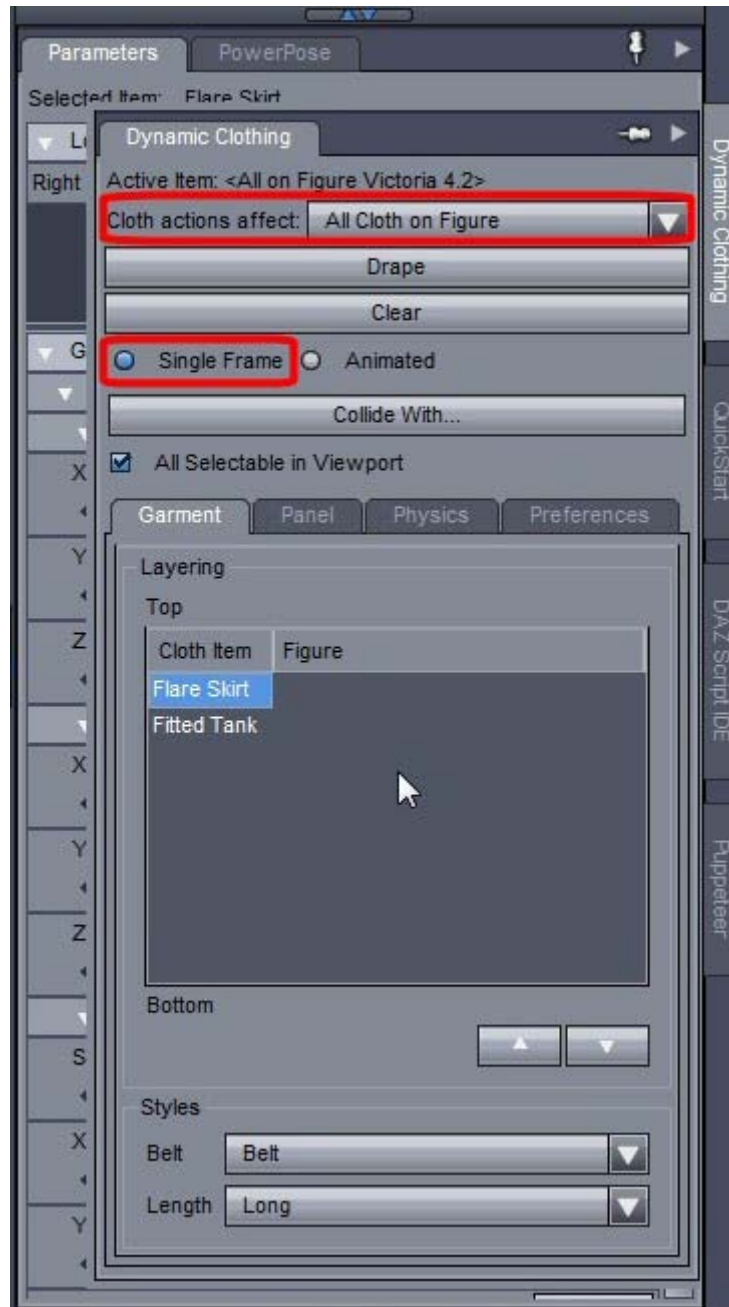 Parameters PowerPose
Selected Item: Flare Skirt
Dynamic Clothing
Right
Active Item: <All on Figure Victoria 4.2>
Cloth actions affect: All Cloth on Figure
Drape
Clear
G
Single Frame Animated
Collide With...
X
All Selectable in Viewport
Garment Panel Physics Preferences
Y
Layering
Top
Z
Cloth Item Figure
Flare Skirt
Fitted Tank
X
Y
Z
Bottom
S
Styles
X
Belt Belt
Length Long
Y
Dynamic Clothing
QuickStart
DAZ Script IDE
Puppeteer